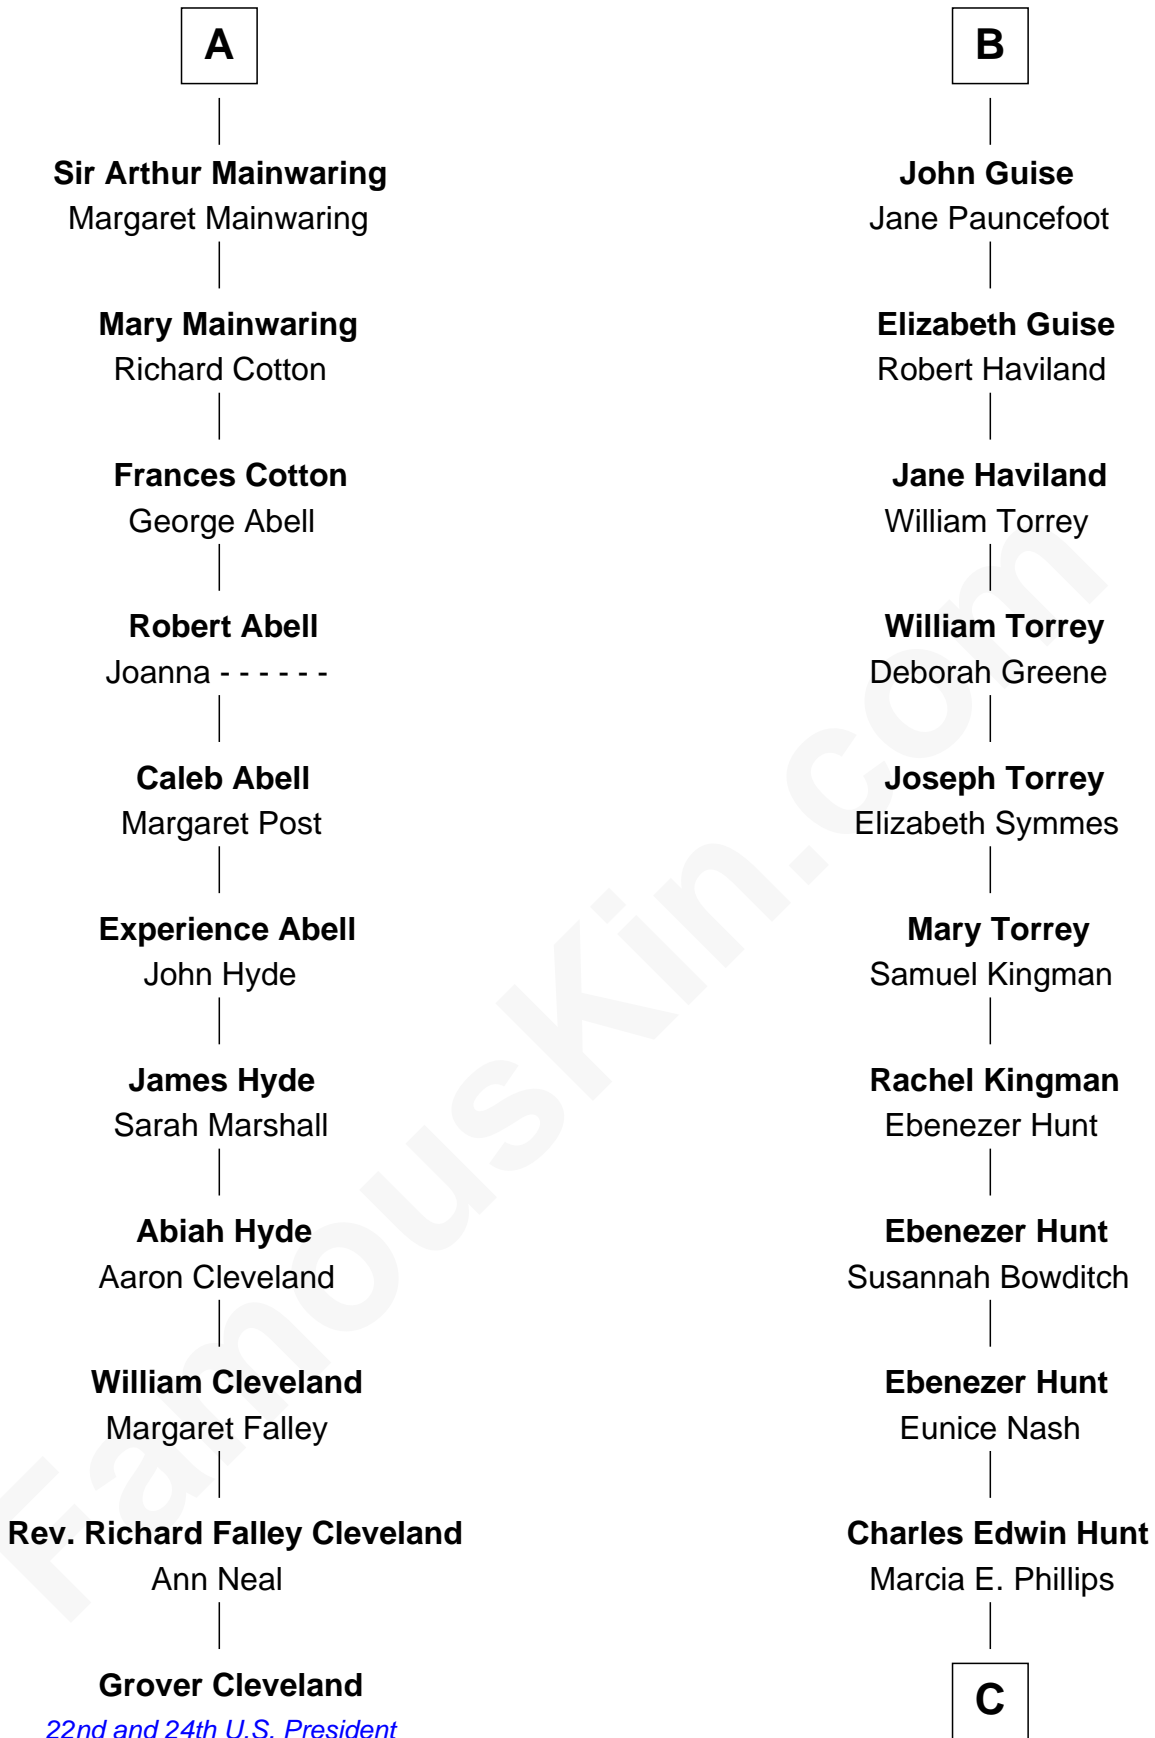 A
Sir Arthur Mainwaring
Margaret Mainwaring
Mary Mainwaring
Richard Cotton
Frances Cotton
George Abell
Robert Abell
Joanna - - - - - -
Caleb Abell
Margaret Post
Experience Abell
John Hyde
James Hyde
Sarah Marshall
Abiah Hyde
Aaron Cleveland
William Cleveland
Margaret Falley
Rev. Richard Falley Cleveland
Ann Neal
Grover Cleveland
22nd and 24th U.S. President
B
John Guise
Jane Pauncefoot
Elizabeth Guise
Robert Haviland
Jane Haviland
William Torrey
William Torrey
Deborah Greene
Joseph Torrey
Elizabeth Symmes
Mary Torrey
Samuel Kingman
Rachel Kingman
Ebenezer Hunt
Ebenezer Hunt
Susannah Bowditch
Ebenezer Hunt
Eunice Nash
Charles Edwin Hunt
Marcia E. Phillips
C
FamousKin.com